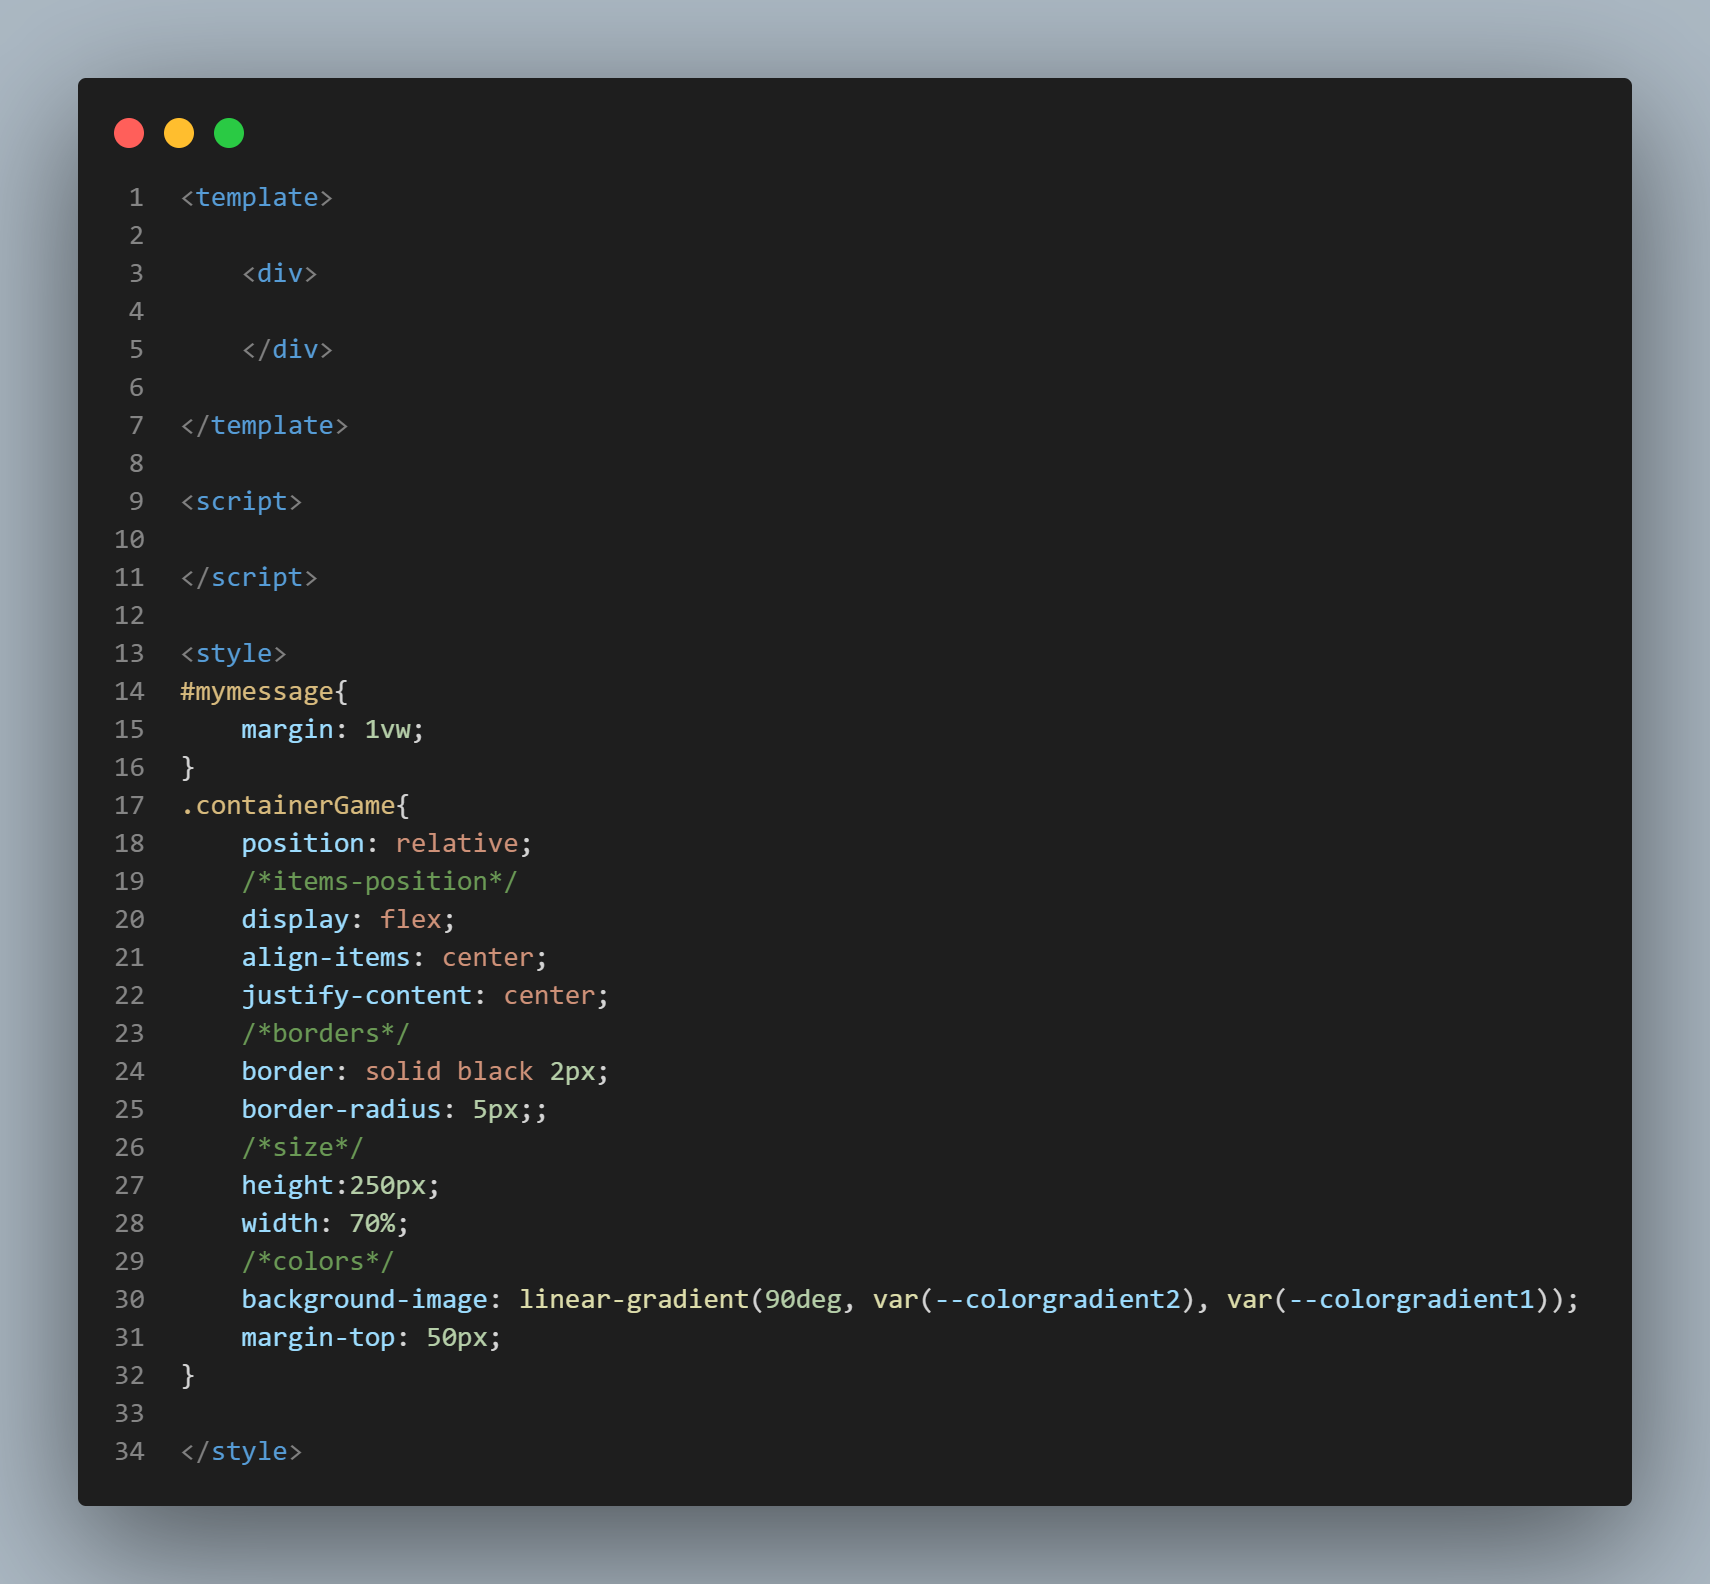 1 <template>
2
3     <div>
4
5     </div>
6
7 </template>
8
9 <script>
10
11 </script>
12
13 <style>
14 #mymessage{
15     margin: 1vw;
16 }
17 .containerGame{
18     position: relative;
19     /*items-position*/
20     display: flex;
21     align-items: center;
22     justify-content: center;
23     /*borders*/
24     border: solid black 2px;
25     border-radius: 5px;;
26     /*size*/
27     height:250px;
28     width: 70%;
29     /*colors*/
30     background-image: linear-gradient(90deg, var(--colorgradient2), var(--colorgradient1));
31     margin-top: 50px;
32 }
33
34 </style>